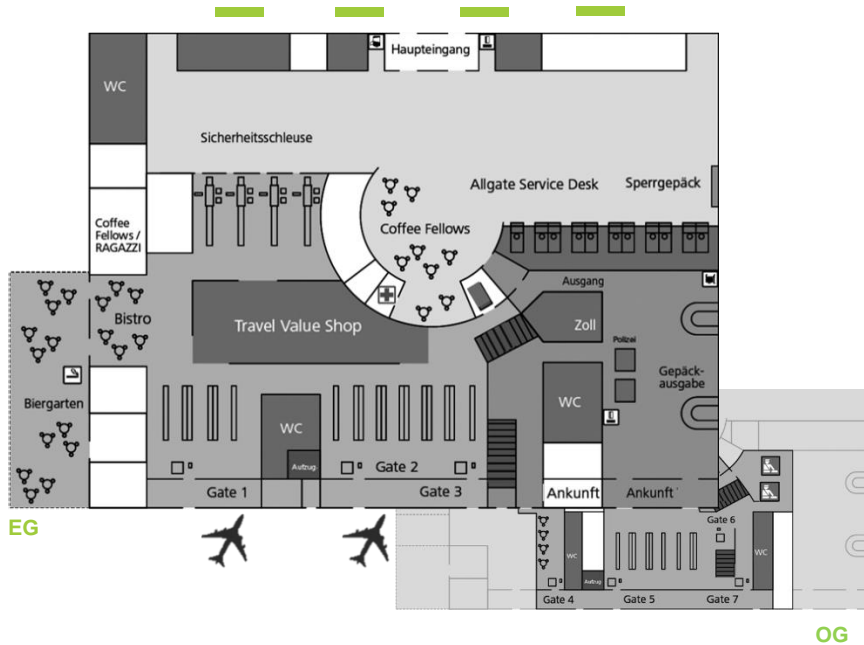 Haupteingang
WC
Sicherheitsschleuse
Allgate Service Desk
Sperrgepäck
Coffee
Fellows /
RAGAZZI
Coffee Fellows
Ausgang
Bistro
Travel Value Shop
Zoll
Polizei
Gepäck-
ausgabe
Biergarten
WC
WC
Aufzug
Gate 2
Gate 1
Gate 3
Ankunft
Ankunft
EG
Gate 6
WC
WC
Aufzug
Gate 4
Gate 5
Gate 7
OG